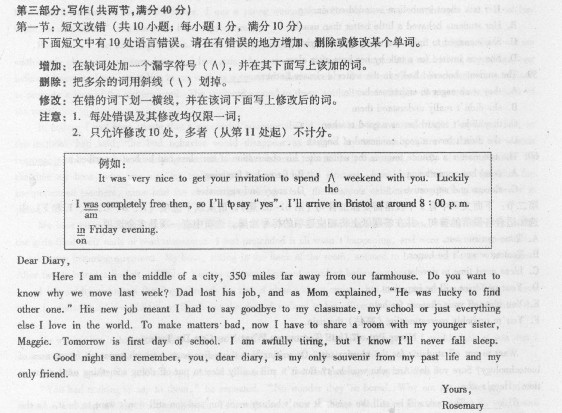 第三部分:写作(共两节,满分40分)
第一节:短文改错(共10小题;每小题1分,满分10分)
下面短文中有10处语言错误。请在有错误的地方增加、删除或修改某个单词。
增加:在缺词处加一个漏字符号(∧),并在其下面写上该加的词。
删除:把多余的词用斜线(\)划掉。
修改:在错的词下划一横线,并在该词下面写上修改后的词。
注意:1. 每处错误及其修改均仅限一词;
2. 只允许修改10处,多者(从第11处起)不计分。
例如:
It was very nice to get your invitation to spend ∧ weekend with you. Luckily
the
I was completely free then, so I'll to say "yes". I'll arrive in Bristol at around 8:00 p.m.
am
in Friday evening.
on
Dear Diary,
Here I am in the middle of a city, 350 miles far away from our farmhouse. Do you want to
know why we move last week? Dad lost his job, and as Mom explained, "He was lucky to find
other one." His new job meant I had to say goodbye to my classmate, my school or just everything
else I love in the world. To make matters bad, now I have to share a room with my younger sister,
Maggie. Tomorrow is first day of school. I am awfully tiring, but I know I'll never fall sleep.
Good night and remember, you, dear diary, is my only souvenir from my past life and my
only friend.
Yours,
Rosemary